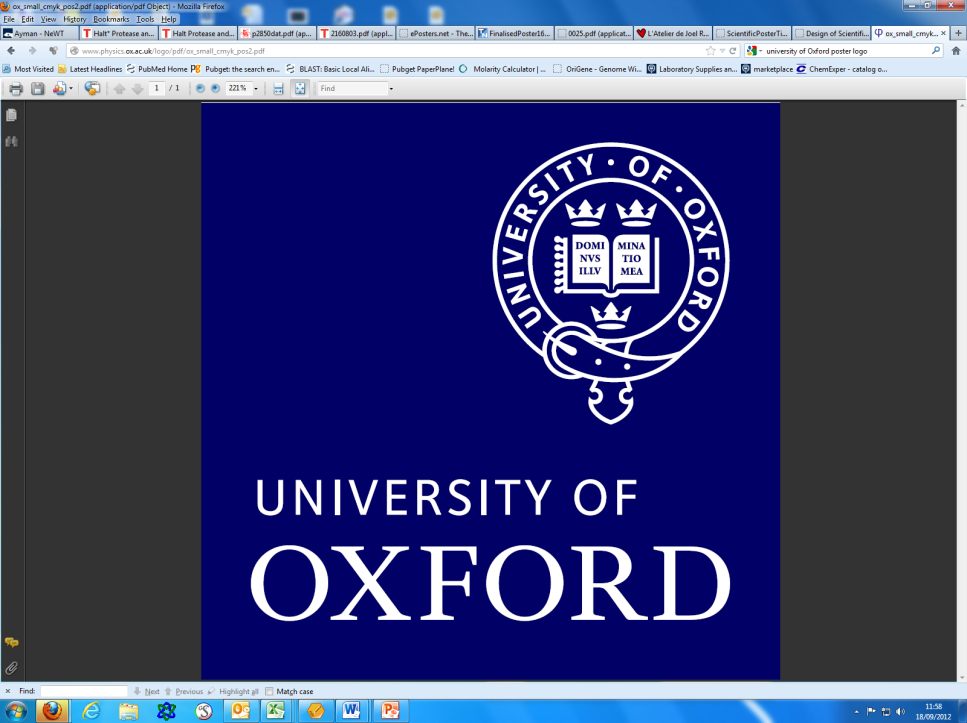 ox_small_cmyk_pos2.pdf (application/pdf Object) - Mozilla Firefox
File Edit View History Bookmarks Tools Help
Ayman - NeWT
Halt* Protease an...
Halt Protease and...
p2850dat.pdf (ap...
2160803.pdf (appl...
ePosters.net - The...
FinalisedPoster16...
0025.pdf (applicat...
L'Atelier de Joel R...
ScientificPosterTi...
Design of Scientifi...
ox_small_cmyk...
www.physics.ox.ac.uk/logo/pdf/ox_small_cmyk_pos2.pdf
university of Oxford poster logo
Most Visited
Latest Headlines
PubMed Home
Pubget: the search en...
BLAST: Basic Local Ali...
Pubget PaperPlane!
Molarity Calculator | ...
OriGene - Genome Wi...
Laboratory Supplies an...
marketplace
ChemExper - catalog o...
1 / 1
221%
Find
UNIVERSITY · OF · OXFORD
DOMI
NVS
ILLV
MINA
TIO
MEA
UNIVERSITY OF
OXFORD
Find:
Next
Previous
Highlight all
Match case
11:58
18/09/2012